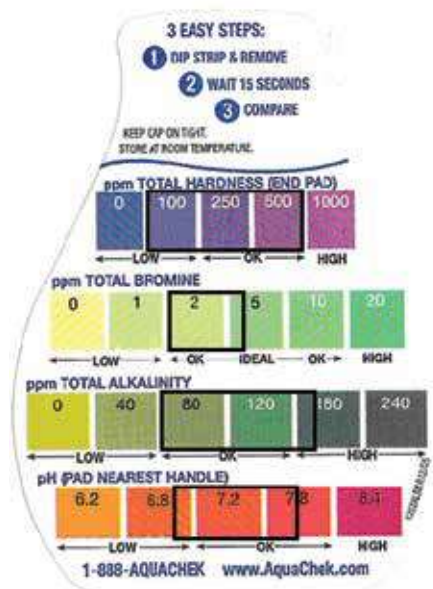 3 EASY STEPS:
1 DIP STRIP & REMOVE
2 WAIT 15 SECONDS
3 COMPARE
KEEP CAP ON TIGHT.
STORE AT ROOM TEMPERATURE.
ppm TOTAL HARDNESS (END PAD)
0 100 250 500 1000
LOW OK HIGH
ppm TOTAL BROMINE
0 1 2 5 10 20
LOW OK IDEAL OK HIGH
ppm TOTAL ALKALINITY
0 40 80 120 180 240
LOW OK HIGH
pH (PAD NEAREST HANDLE)
6.2 6.8 7.2 7.8 8.4
LOW OK HIGH
1-888-AQUACHEK www.AquaChek.com